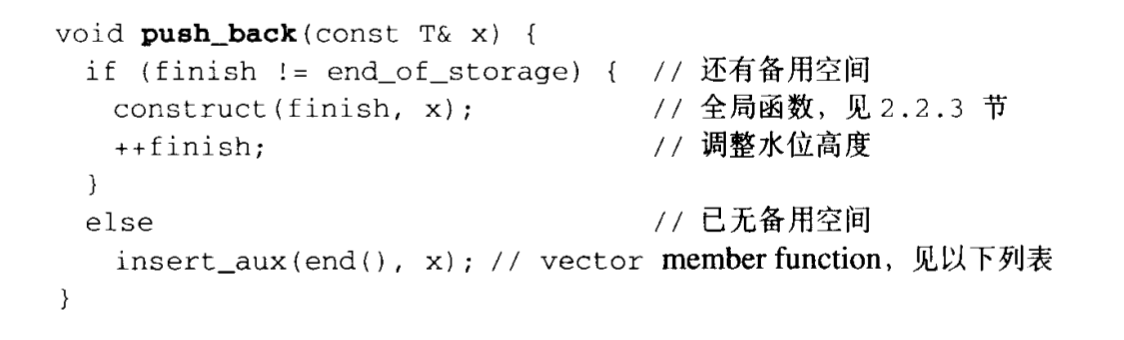 void push_back(const T& x) {
if (finish != end_of_storage) { // 还有备用空间
construct(finish, x); // 全局函数，见 2.2.3 节
++finish; // 调整水位高度
}
else // 已无备用空间
insert_aux(end(), x); // vector member function，见以下列表
}